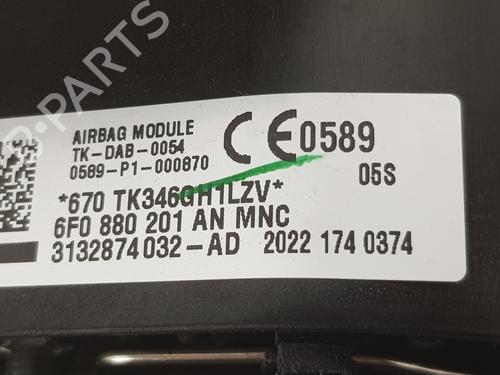 B-Parts
AIRBAG MODULE
TK-DAB-0054
0589-P1-000870
CE0589
05S
*670 TK346GH1LZV*
6F0 880 201 AN MNC
3132874032-AD 2022 174 0374